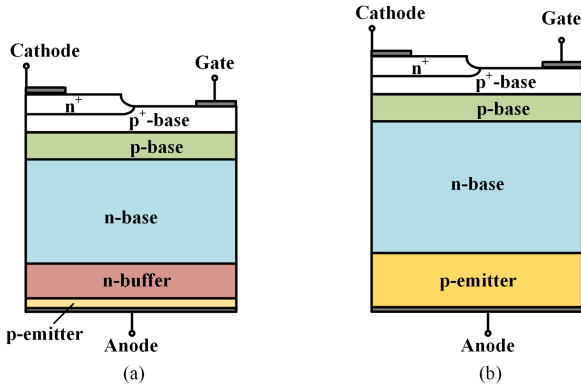 Cathode
Gate
n+
p+-base
p-base
n-base
n-buffer
p-emitter
Anode
(a)
Cathode
Gate
n+
p+-base
p-base
n-base
p-emitter
Anode
(b)